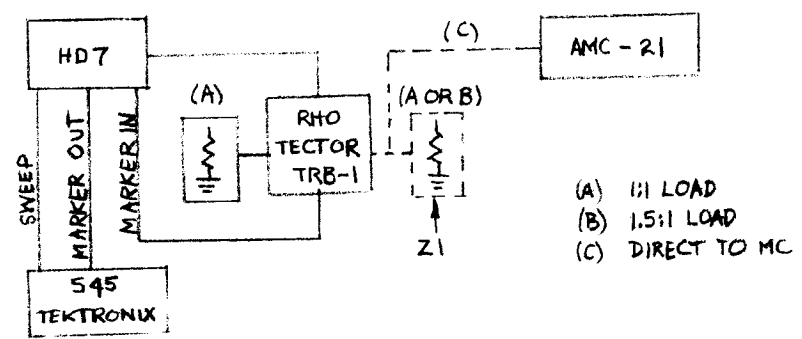 HD7
(C)
AMC-21
(A)
(A OR B)
RHO
TECTOR
TRB-1
SWEEP
MARKER OUT
MARKER IN
Z1
(A) 1:1 LOAD
(B) 1.5:1 LOAD
(C) DIRECT TO MC
545
TEKTRONIX